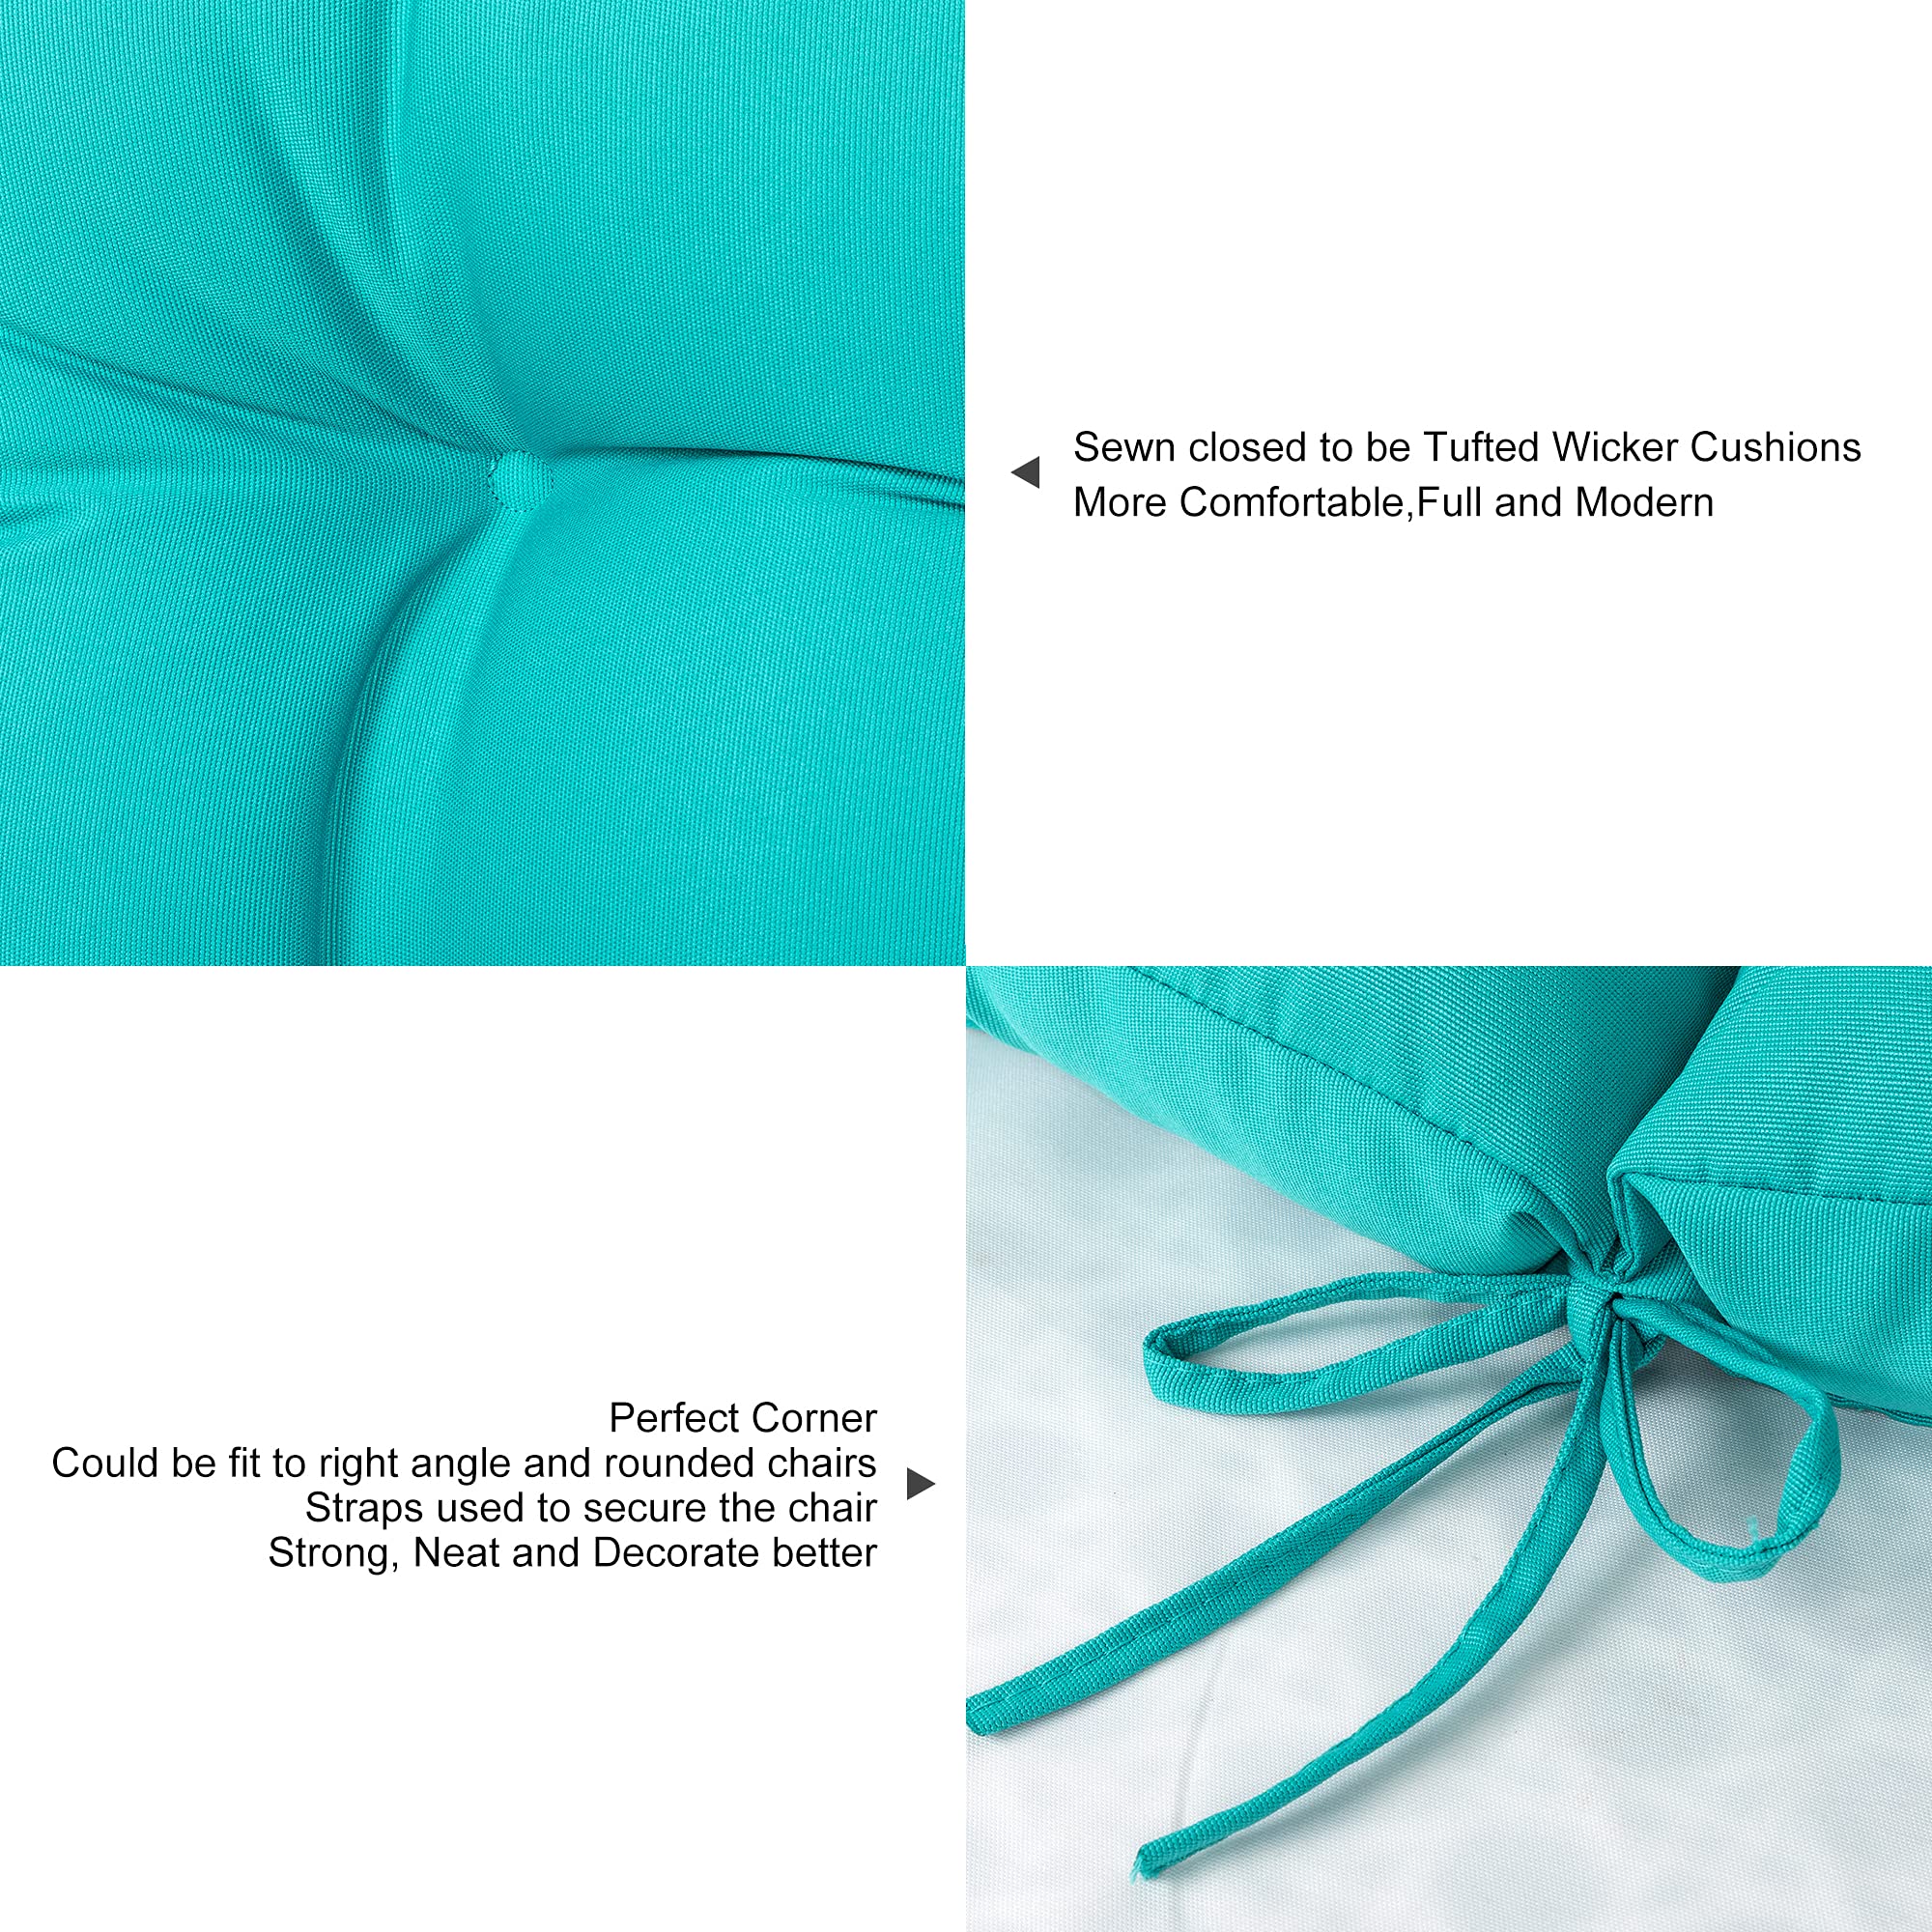 Sewn closed to be Tufted Wicker Cushions
More Comfortable,Full and Modern
Perfect Corner
Could be fit to right angle and rounded chairs
Straps used to secure the chair
Strong, Neat and Decorate better